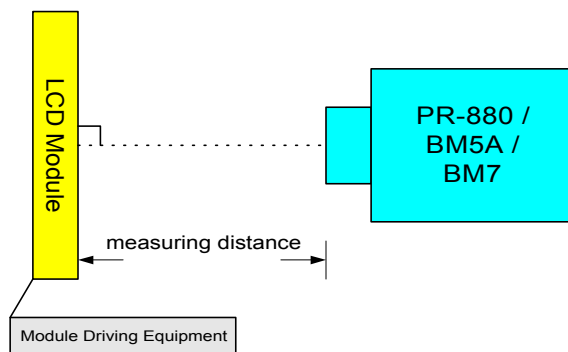 LCD Module
PR-880 /
BM5A /
BM7
measuring distance
Module Driving Equipment